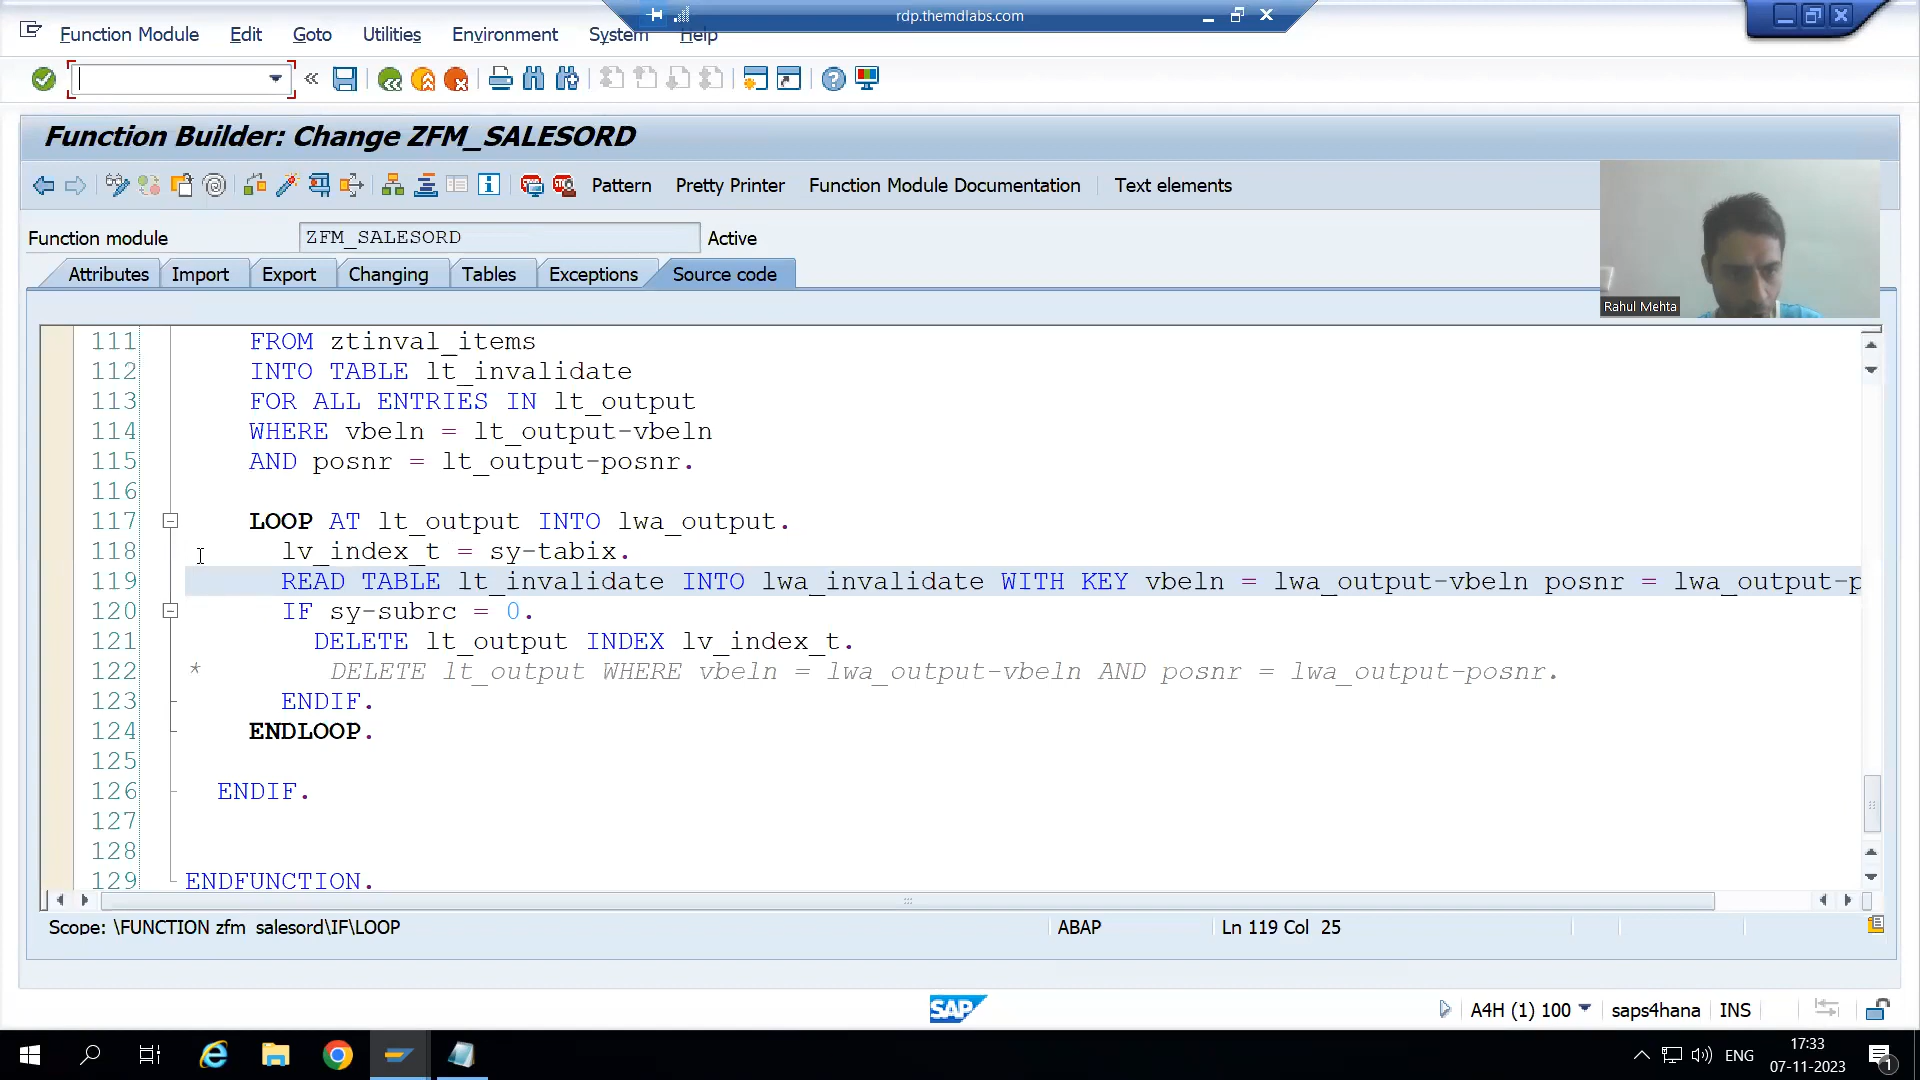 rdp.themdlabs.com
Function Module Edit Goto Utilities Environment System Help
Function Builder: Change ZFM_SALESORD
Pattern Pretty Printer Function Module Documentation Text elements
Function module ZFM_SALESORD Active
Attributes Import Export Changing Tables Exceptions Source code
Rahul Mehta
111 FROM ztinval_items
112 INTO TABLE lt_invalidate
113 FOR ALL ENTRIES IN lt_output
114 WHERE vbeln = lt_output-vbeln
115 AND posnr = lt_output-posnr.
116
117 LOOP AT lt_output INTO lwa_output.
118 lv_index_t = sy-tabix.
119 READ TABLE lt_invalidate INTO lwa_invalidate WITH KEY vbeln = lwa_output-vbeln posnr = lwa_output-p
120 IF sy-subrc = 0.
121 DELETE lt_output INDEX lv_index_t.
122 * DELETE lt_output WHERE vbeln = lwa_output-vbeln AND posnr = lwa_output-posnr.
123 ENDIF.
124 ENDLOOP.
125
126 ENDIF.
127
128
129 ENDFUNCTION.
Scope: \FUNCTION zfm_salesord\IF\LOOP ABAP Ln 119 Col 25
SAP
A4H (1) 100 saps4hana INS
ENG
17:33
07-11-2023
1